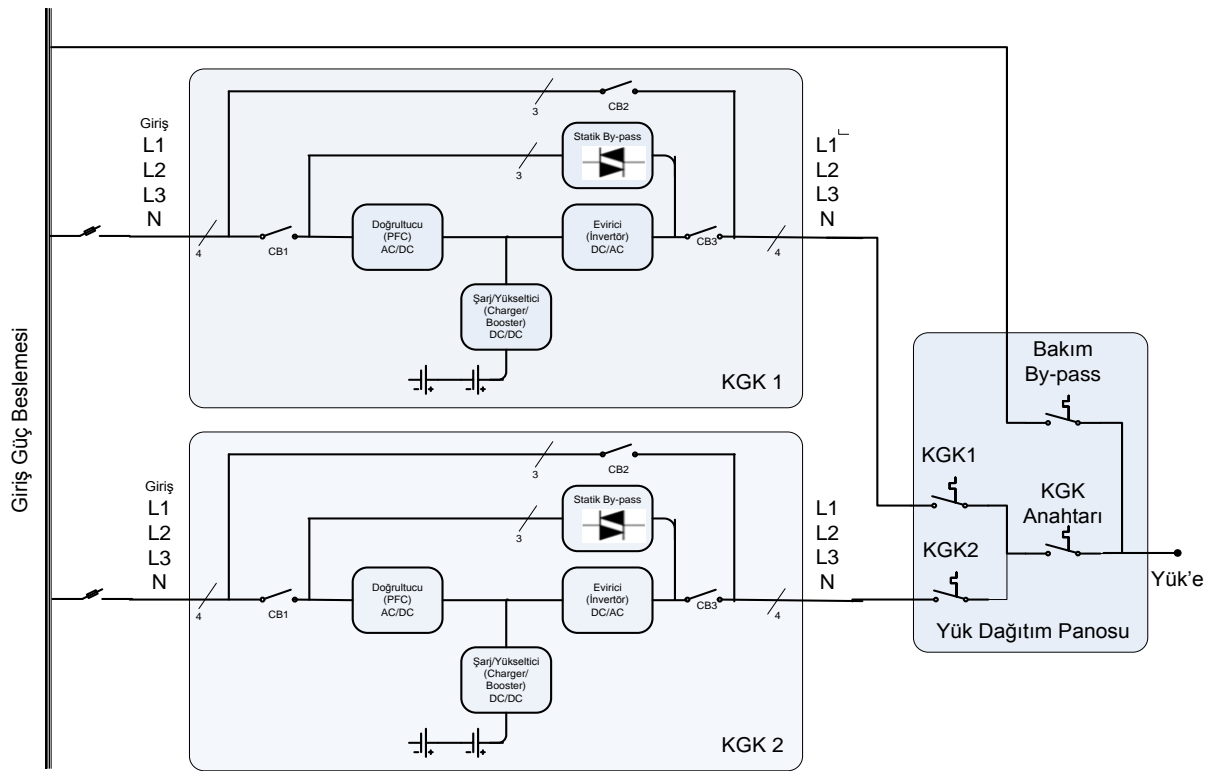 Giriş Güç Beslemesi
Giriş
L1
L2
L3
N
4
3
CB2
Statik By-pass
3
CB1
Doğrultucu
(PFC)
AC/DC
Evirici
(İnvertör)
DC/AC
CB3
4
Şarj/Yükseltici
(Charger/
Booster)
DC/DC
- + - +
KGK 1
L1
L2
L3
N
Giriş
L1
L2
L3
N
4
3
CB2
Statik By-pass
3
CB1
Doğrultucu
(PFC)
AC/DC
Evirici
(İnvertör)
DC/AC
CB3
4
Şarj/Yükseltici
(Charger/
Booster)
DC/DC
- + - +
KGK 2
L1
L2
L3
N
Bakım
By-pass
KGK1
KGK
Anahtarı
KGK2
Yük'e
Yük Dağıtım Panosu